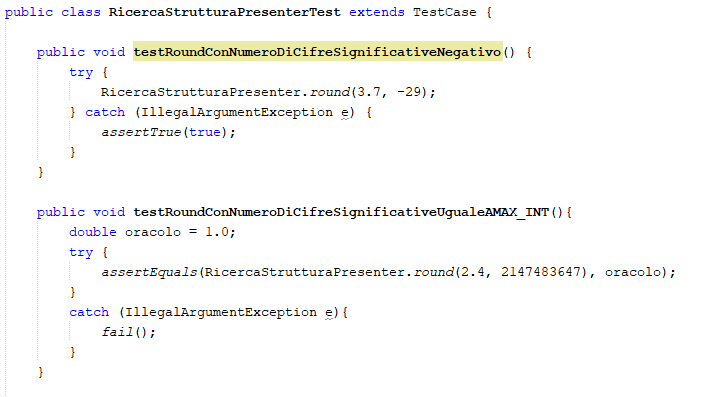 public class RicercaStrutturaPresenterTest extends TestCase {
public void testRoundConNumeroDiCifreSignificativeNegativo() {
try {
RicercaStrutturaPresenter.round(3.7, -29);
} catch (IllegalArgumentException e) {
assertTrue(true);
}
}
public void testRoundConNumeroDiCifreSignificativeUgualeAMAX_INT(){
double oracolo = 1.0;
try {
assertEquals(RicercaStrutturaPresenter.round(2.4, 2147483647), oracolo);
}
catch (IllegalArgumentException e){
fail();
}
}